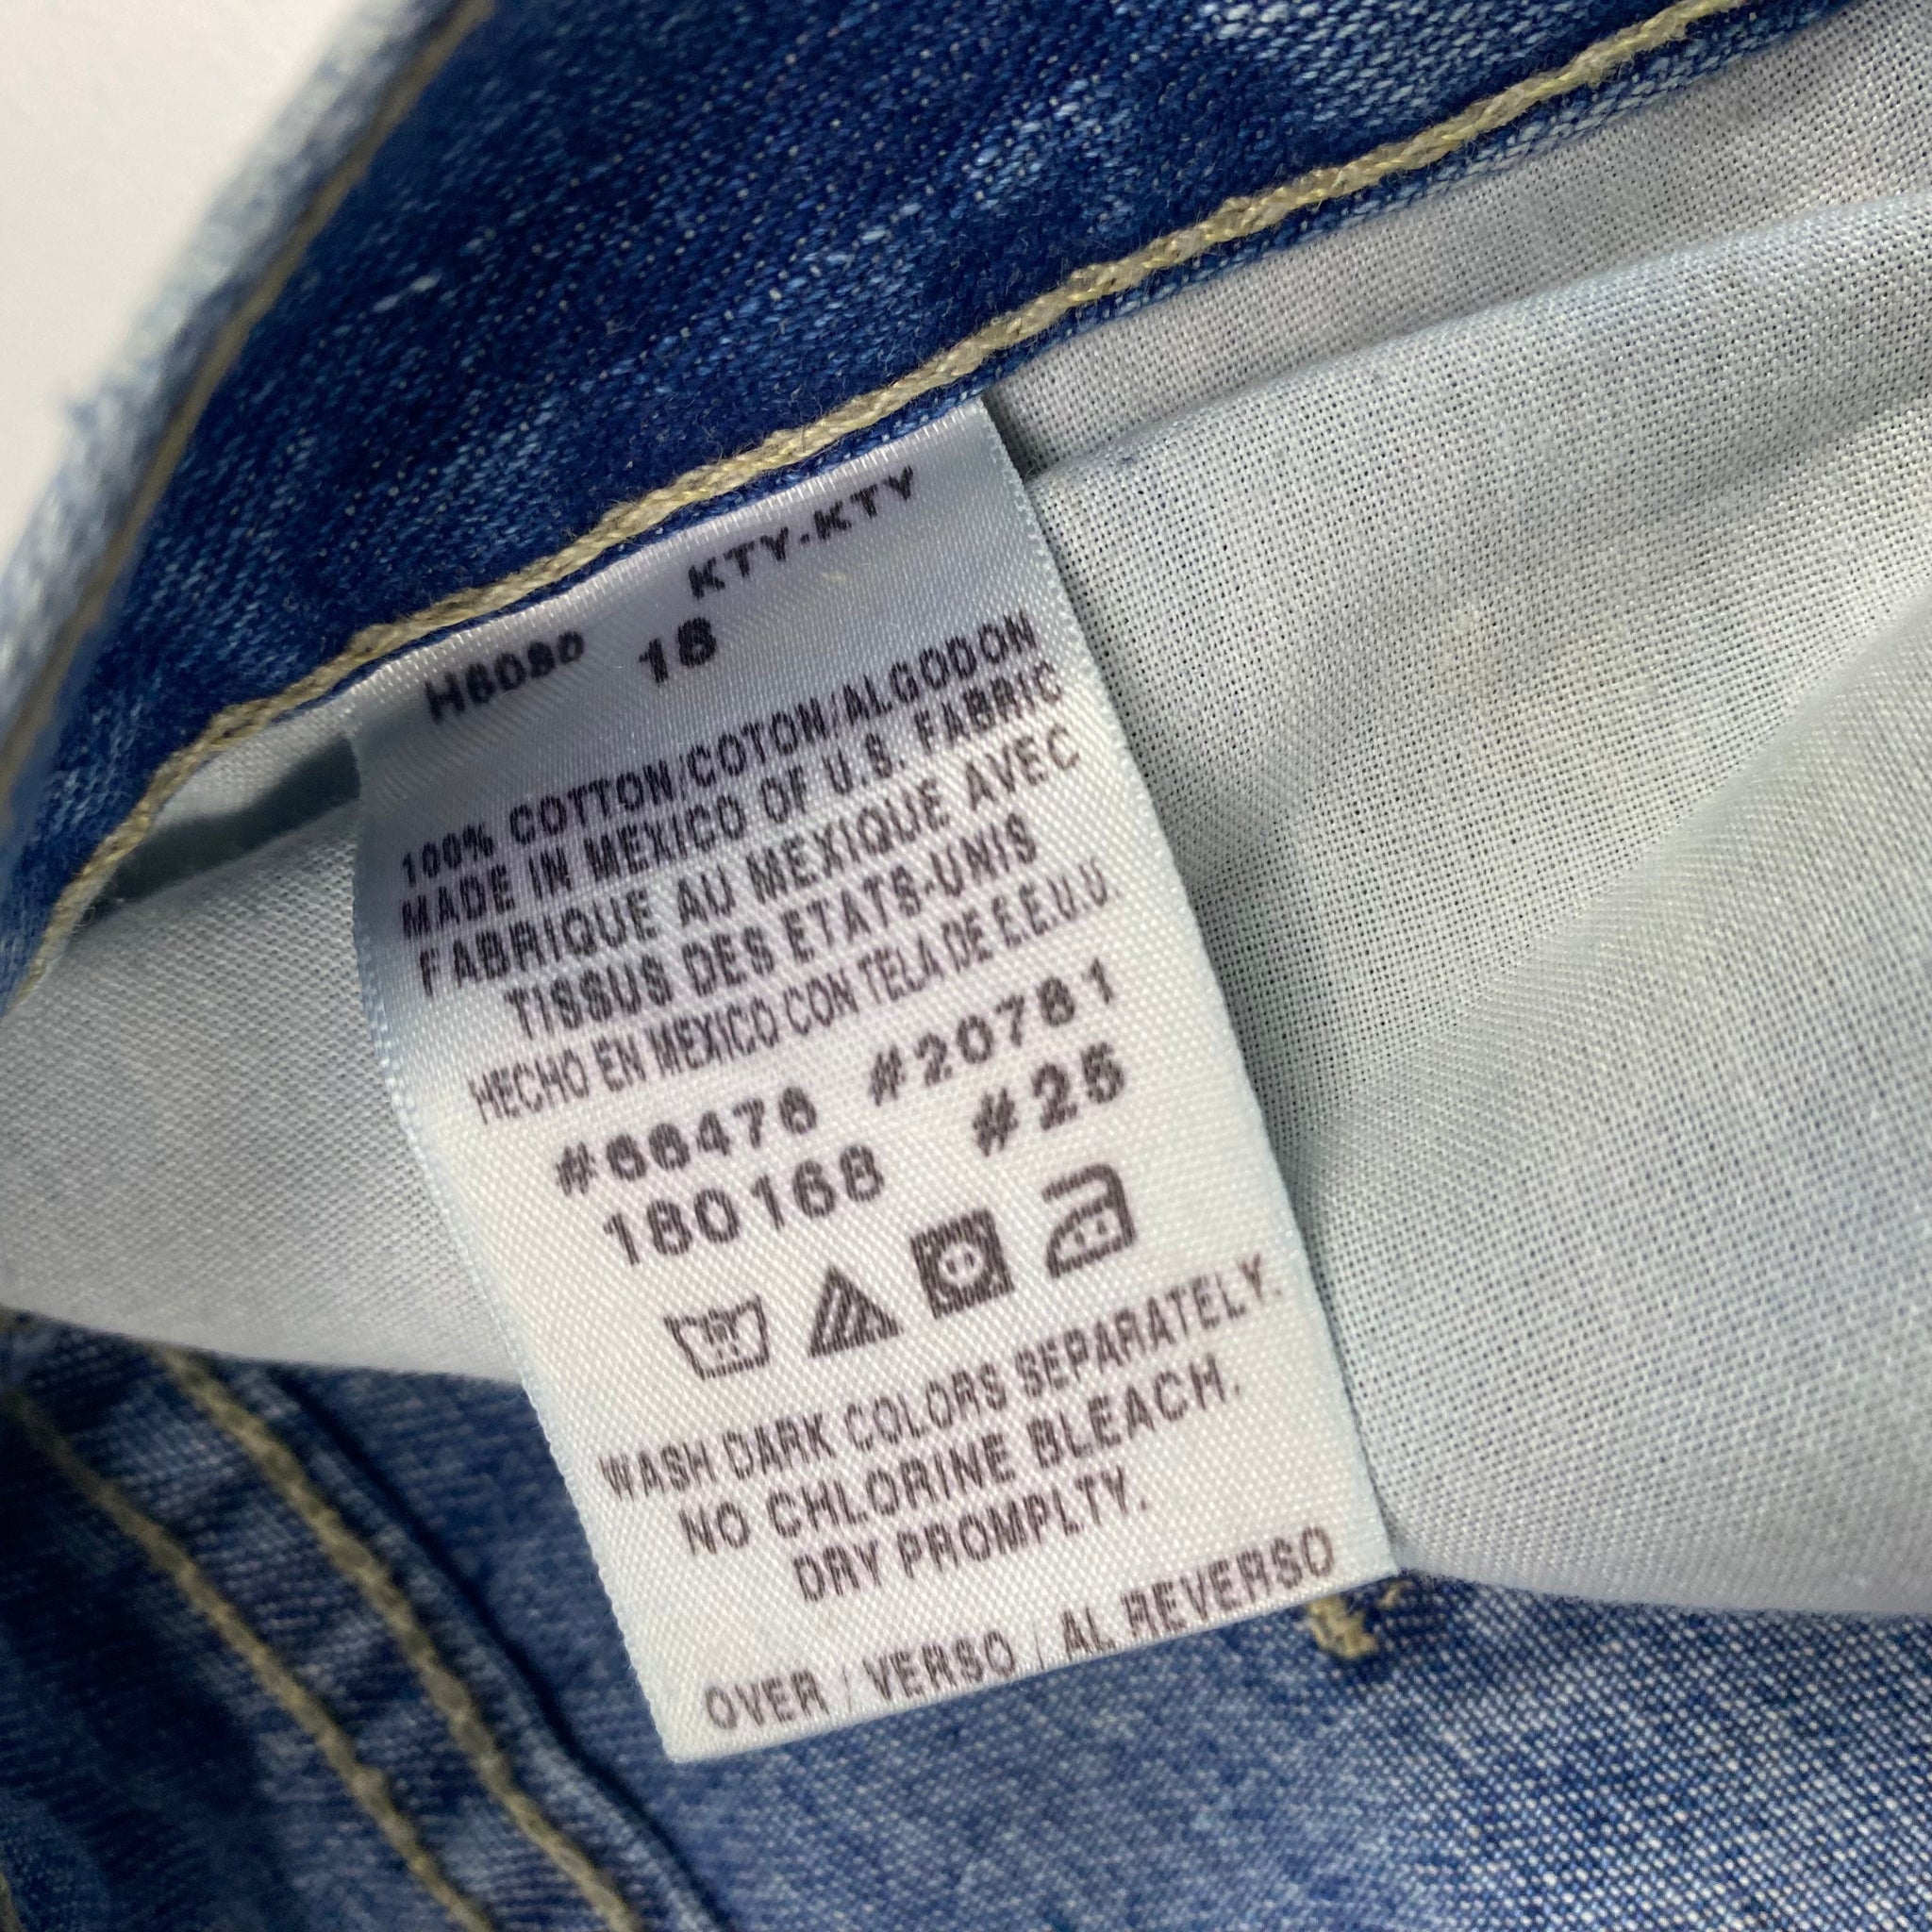 KTY-KTY
H6080 18
100% COTTON/COTON/ALGODON
MADE IN MEXICO OF U.S. FABRIC
FABRIQUE AU MEXIQUE AVEC
TISSUS DES ETATS-UNIS
HECHO EN MEXICO CON TELA DE E.E.U.U.
#66476 #20781
180168 #25
WASH DARK COLORS SEPARATELY.
NO CHLORINE BLEACH.
DRY PROMPLTY.
OVER / VERSO / AL REVERSO